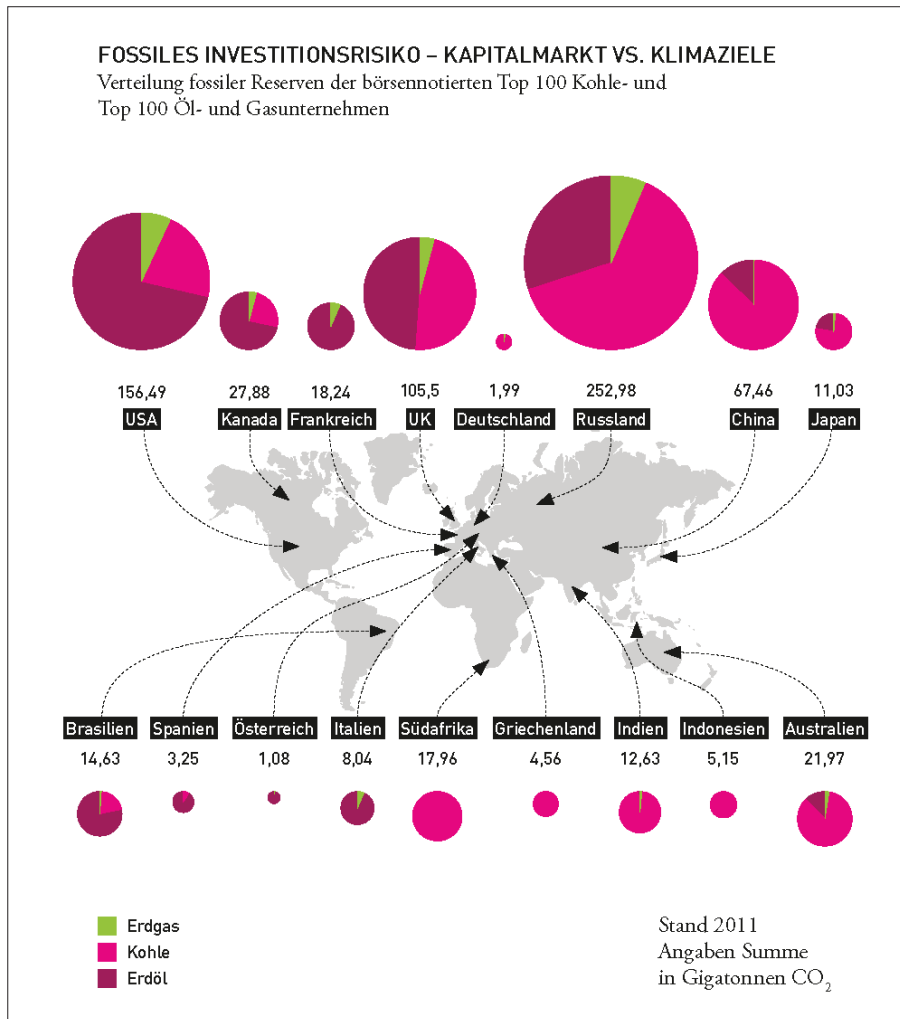 FOSSILES INVESTITIONSRISIKO – KAPITALMARKT VS. KLIMAZIELE
Verteilung fossiler Reserven der börsennotierten Top 100 Kohle- und
Top 100 Öl- und Gasunternehmen
156,49 27,88 18,24 105,5 1,99 252,98 67,46 11,03
USA Kanada Frankreich UK Deutschland Russland China Japan
Brasilien Spanien Österreich Italien Südafrika Griechenland Indien Indonesien Australien
14,63 3,25 1,08 8,04 17,96 4,56 12,63 5,15 21,97
Erdgas
Kohle
Erdöl
Stand 2011
Angaben Summe
in Gigatonnen CO₂